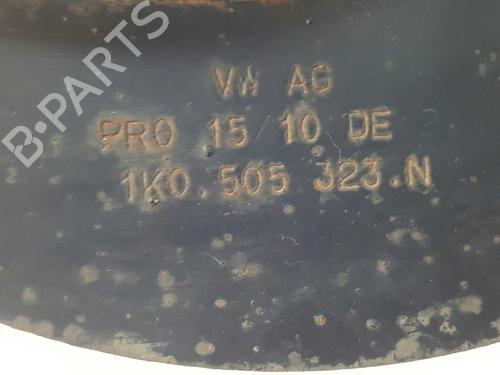 VW AG
PRO 15/10 DE
1K0.505 323.N
B-PARTS